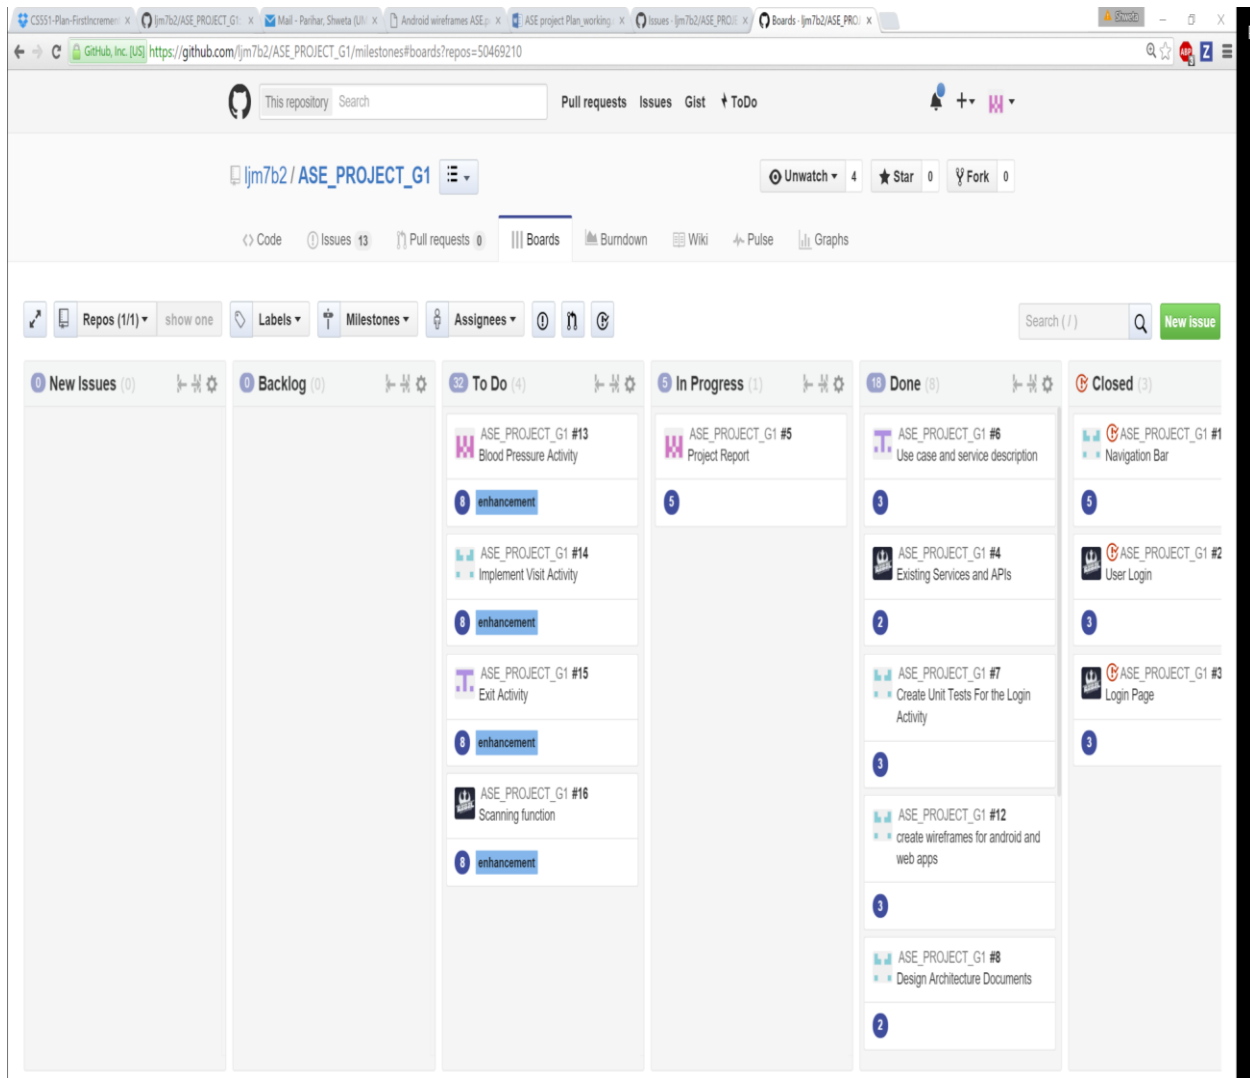 CS551-Plan-FirstIncremen x ljm7b2/ASE_PROJECT_G1: x Mail - Parihar, Shweta (UM x Android wireframes ASE.p x ASE project Plan_working. x Issues - ljm7b2/ASE_PROJE x Boards - ljm7b2/ASE_PROJ x Shweta
GitHub, Inc. [US] https://github.com/ljm7b2/ASE_PROJECT_G1/milestones#boards?repos=50469210 ABP Z
This repository Search Pull requests Issues Gist ToDo
ljm7b2 / ASE_PROJECT_G1 Unwatch 4 Star 0 Fork 0
Code Issues 13 Pull requests 0 Boards Burndown Wiki Pulse Graphs
Repos (1/1) show one Labels Milestones Assignees Search ( / ) New issue
0 New Issues (0)
0 Backlog (0)
32 To Do (4)
ASE_PROJECT_G1 #13
Blood Pressure Activity
8 enhancement
ASE_PROJECT_G1 #14
Implement Visit Activity
8 enhancement
ASE_PROJECT_G1 #15
Exit Activity
8 enhancement
ASE_PROJECT_G1 #16
Scanning function
8 enhancement
5 In Progress (1)
ASE_PROJECT_G1 #5
Project Report
5
18 Done (8)
ASE_PROJECT_G1 #6
Use case and service description
3
ASE_PROJECT_G1 #4
Existing Services and APIs
2
ASE_PROJECT_G1 #7
Create Unit Tests For the Login
Activity
3
ASE_PROJECT_G1 #12
create wireframes for android and
web apps
3
ASE_PROJECT_G1 #8
Design Architecture Documents
2
Closed (3)
ASE_PROJECT_G1 #1
Navigation Bar
5
ASE_PROJECT_G1 #2
User Login
3
ASE_PROJECT_G1 #3
Login Page
3